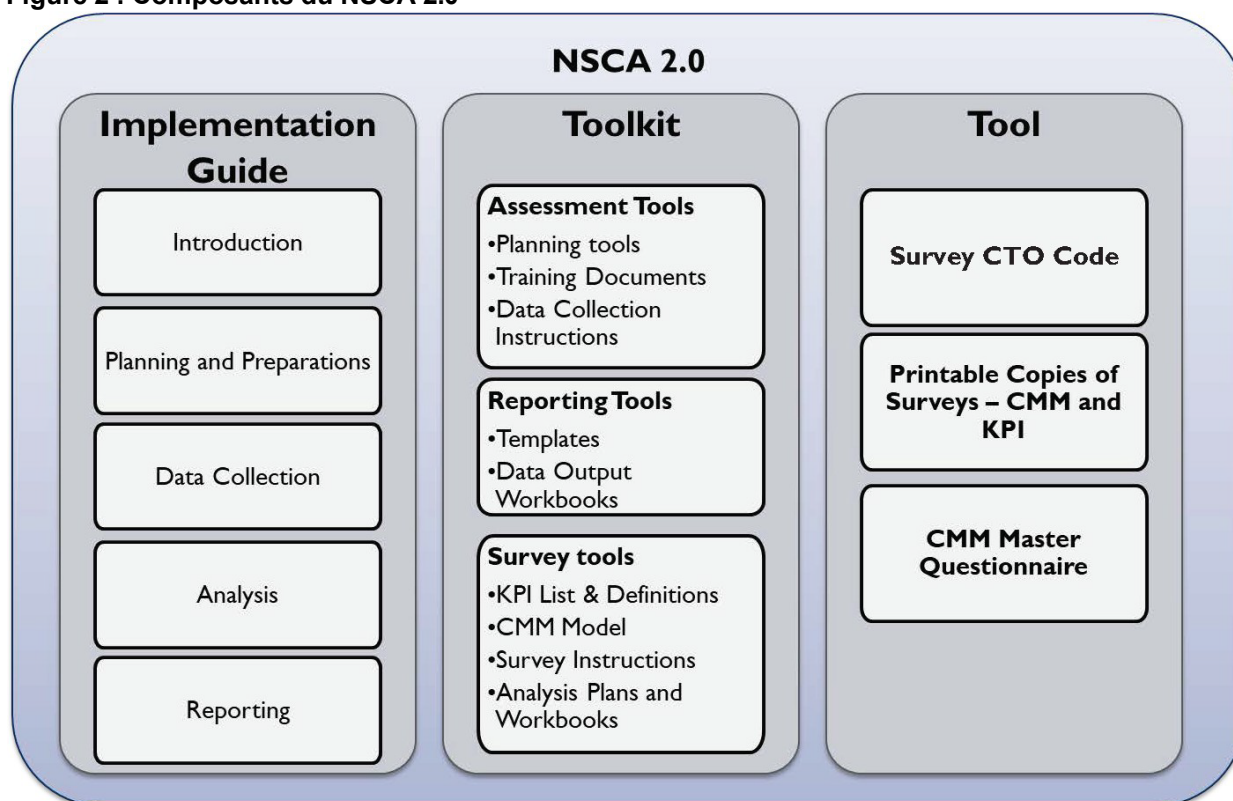 Figure 2 : Composants du NSCA 2.0
NSCA 2.0
Implementation
Guide
Introduction
Planning and Preparations
Data Collection
Analysis
Reporting
Toolkit
Assessment Tools
•Planning tools
•Training Documents
•Data Collection
Instructions
Reporting Tools
•Templates
•Data Output
Workbooks
Survey tools
•KPI List & Definitions
•CMM Model
•Survey Instructions
•Analysis Plans and
Workbooks
Tool
Survey CTO Code
Printable Copies of
Surveys – CMM and
KPI
CMM Master
Questionnaire